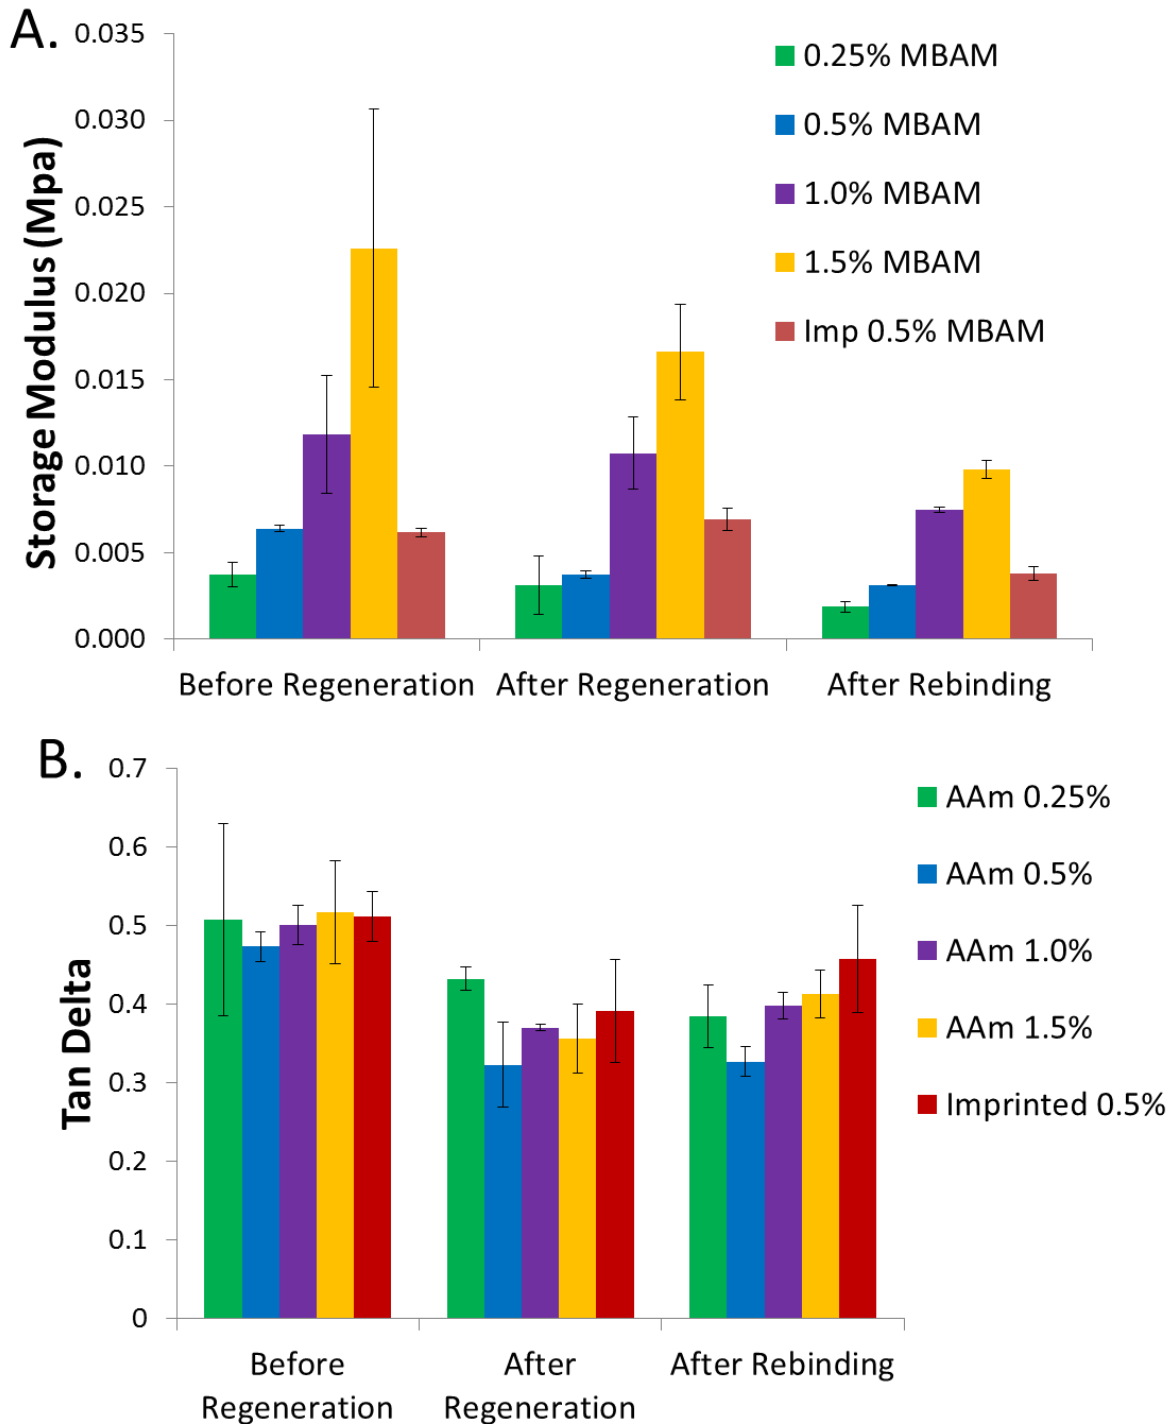 A.
0.035
0.030
0.025
0.020
0.015
0.010
0.005
0.000
Storage Modulus (Mpa)
0.25% MBAM
0.5% MBAM
1.0% MBAM
1.5% MBAM
Imp 0.5% MBAM
Before Regeneration
After Regeneration
After Rebinding
B.
0.7
0.6
0.5
0.4
0.3
0.2
0.1
0
Tan Delta
AAm 0.25%
AAm 0.5%
AAm 1.0%
AAm 1.5%
Imprinted 0.5%
Before
Regeneration
After
Regeneration
After Rebinding